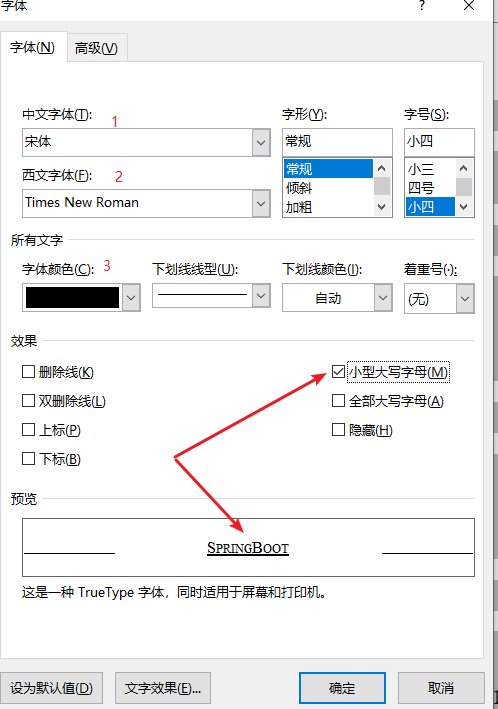 字体
?
字体(N) 高级(V)
中文字体(T): 1 字形(Y): 字号(S):
宋体 常规 小四
西文字体(F): 2 常规 小三
Times New Roman 倾斜 四号
加粗 小四
所有文字
字体颜色(C): 3 下划线线型(U): 下划线颜色(I): 着重号(·):
自动 (无)
效果
删除线(K) 小型大写字母(M)
双删除线(L) 全部大写字母(A)
上标(P) 隐藏(H)
下标(B)
预览
SPRINGBOOT
这是一种 TrueType 字体，同时适用于屏幕和打印机。
设为默认值(D) 文字效果(E)... 确定 取消